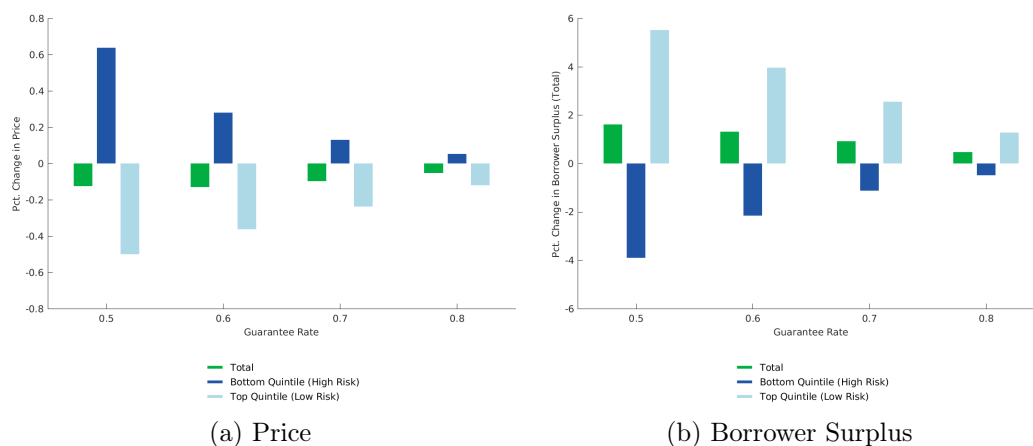 0.8
0.6
0.4
0.2
0
-0.2
-0.4
-0.6
-0.8
Pct. Change in Price
0.5 0.6 0.7 0.8
Guarantee Rate
Total
Bottom Quintile (High Risk)
Top Quintile (Low Risk)
(a) Price
6
4
2
0
-2
-4
-6
Pct. Change in Borrower Surplus (Total)
0.5 0.6 0.7 0.8
Guarantee Rate
Total
Bottom Quintile (High Risk)
Top Quintile (Low Risk)
(b) Borrower Surplus